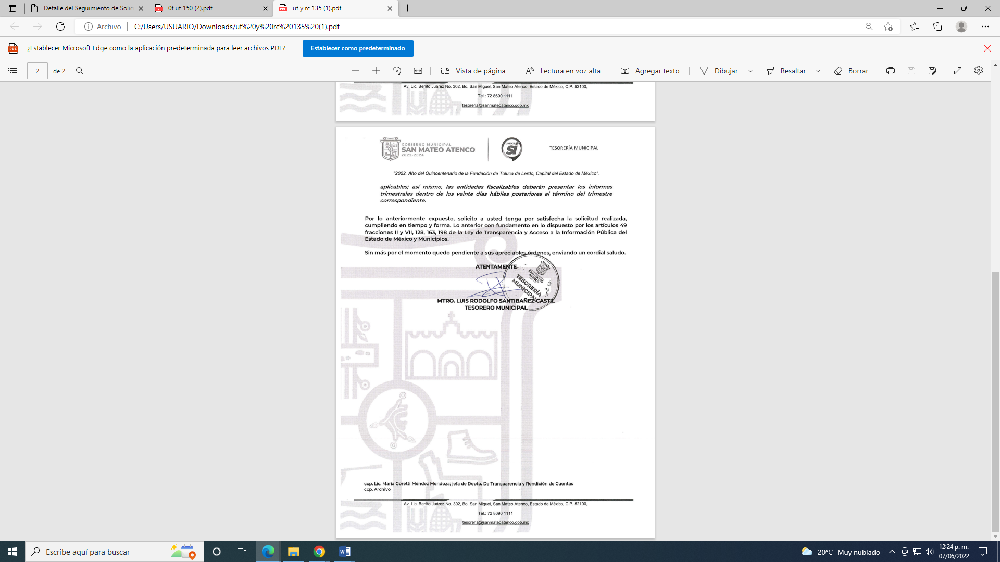 Detalle del Seguimiento de Solic
0f ut 150 (2).pdf
ut y rc 135 (1).pdf
Archivo
C:/Users/USUARIO/Downloads/ut%20y%20rc%20135%20(1).pdf
¿Establecer Microsoft Edge como la aplicación predeterminada para leer archivos PDF?
Establecer como predeterminado
2
de 2
Vista de página
Lectura en voz alta
Agregar texto
Dibujar
Resaltar
Borrar
Av. Lic. Benito Juárez No. 302, Bo. San Miguel, San Mateo Atenco, Estado de México, C.P. 52100,
Tel.: 72 8690 1111
tesoreria@sanmateoatenco.gob.mx
GOBIERNO MUNICIPAL
SAN MATEO ATENCO
2022-2024
UNIDOS
SÍ
TESORERÍA MUNICIPAL
"2022. Año del Quincentenario de la Fundación de Toluca de Lerdo, Capital del Estado de México".
aplicables; así mismo, las entidades fiscalizables deberán presentar los informes
trimestrales dentro de los veinte días hábiles posteriores al término del trimestre
correspondiente.
Por lo anteriormente expuesto, solicito a usted tenga por satisfecha la solicitud realizada,
cumpliendo en tiempo y forma. Lo anterior con fundamento en lo dispuesto por los artículos 49
fracciones II y VII, 128, 163, 198 de la Ley de Transparencia y Acceso a la Información Pública del
Estado de México y Municipios.
Sin más por el momento quedo pendiente a sus apreciables órdenes, enviando un cordial saludo.
ATENTAMENTE
SAN MATEO
ATENCO
TESORERÍA
MUNICIPAL
MTRO. LUIS RODOLFO SANTIBAÑEZ CASTIL
TESORERO MUNICIPAL
ccp. Lic. María Goretti Méndez Mendoza; jefa de Depto. De Transparencia y Rendición de Cuentas
ccp. Archivo
Av. Lic. Benito Juárez No. 302, Bo. San Miguel, San Mateo Atenco, Estado de México, C.P. 52100,
Tel.: 72 8690 1111
tesoreria@sanmateoatenco.gob.mx
Escribe aquí para buscar
20°C Muy nublado
12:24 p. m.
07/06/2022